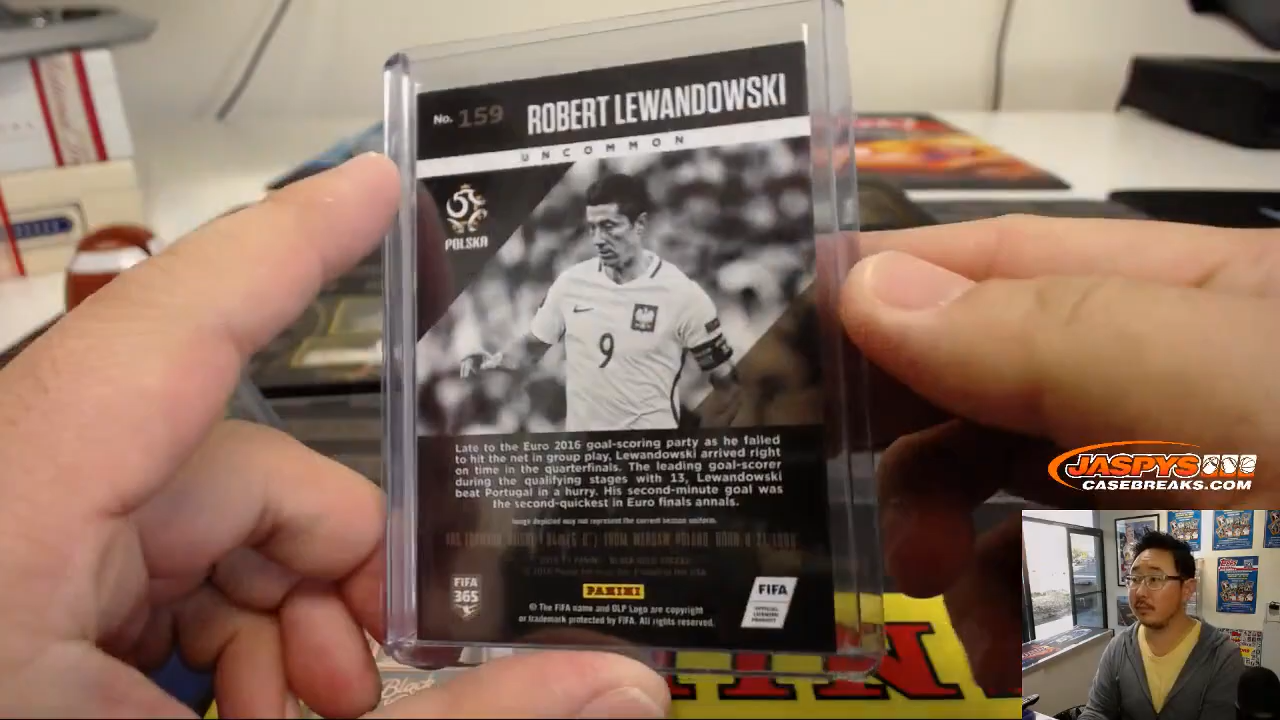 No. 159
ROBERT LEWANDOWSKI
UNCOMMON
POLSKA
9
Late to the Euro 2016 goal-scoring party as he failed
to hit the net in group play, Lewandowski arrived right
on time in the quarterfinals. The leading goal-scorer
during the qualifying stages with 13, Lewandowski
beat Portugal in a hurry. His second-minute goal was
the second-quickest in Euro finals annals.
Image depicted may not represent the current season uniform.
FIFA
365
PANINI
© The FIFA name and OLP Logo are copyright
or trademark protected by FIFA. All rights reserved.
FIFA
OFFICIAL
LICENSED
PRODUCT
Black
JASPYS
CASEBREAKS.COM